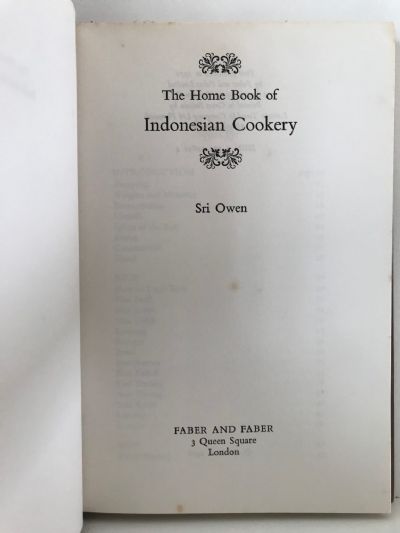 The Home Book of
Indonesian Cookery
Sri Owen
FABER AND FABER
3 Queen Square
London